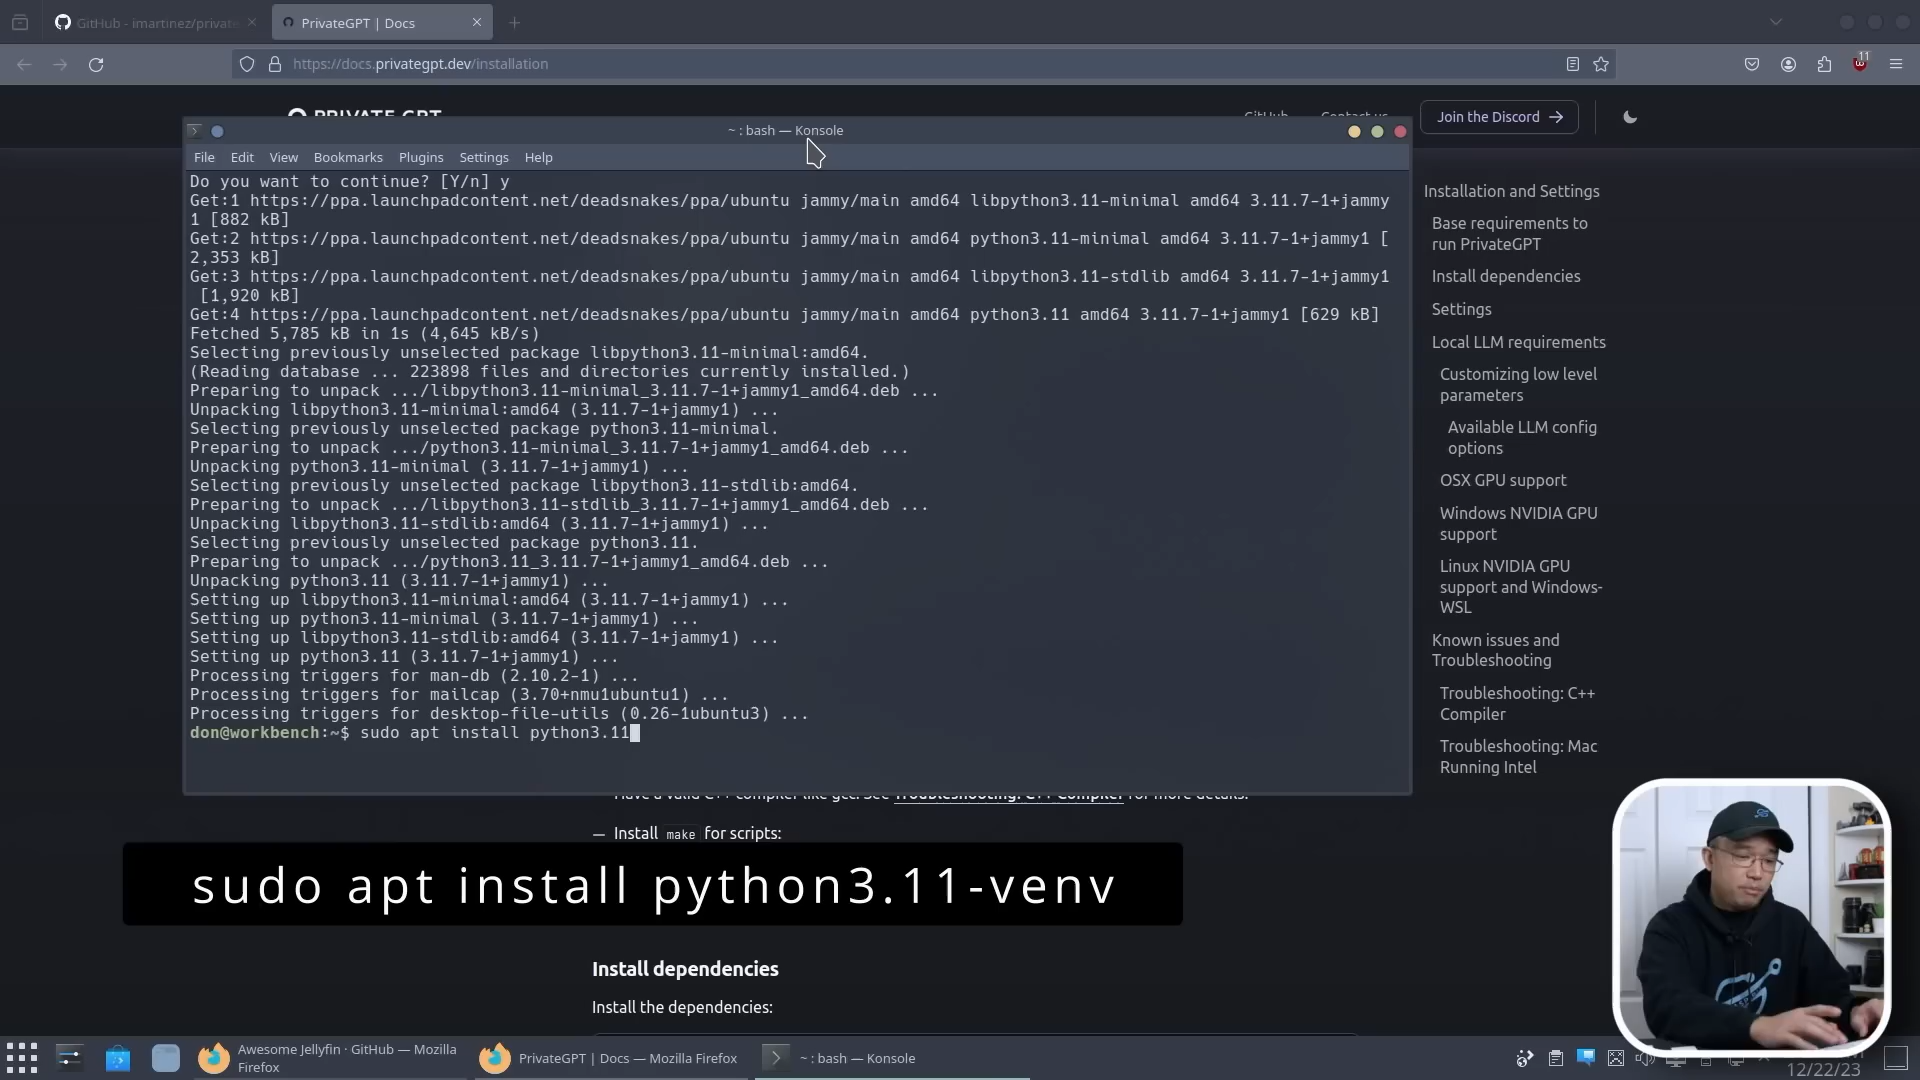 GitHub - imartinez/private
PrivateGPT | Docs
https://docs.privategpt.dev/installation
11
PRIVATE GPT
GitHub
Contact us
Join the Discord
~ : bash — Konsole
File Edit View Bookmarks Plugins Settings Help
Do you want to continue? [Y/n] y
Get:1 https://ppa.launchpadcontent.net/deadsnakes/ppa/ubuntu jammy/main amd64 libpython3.11-minimal amd64 3.11.7-1+jammy
1 [882 kB]
Get:2 https://ppa.launchpadcontent.net/deadsnakes/ppa/ubuntu jammy/main amd64 python3.11-minimal amd64 3.11.7-1+jammy1 [
2,353 kB]
Get:3 https://ppa.launchpadcontent.net/deadsnakes/ppa/ubuntu jammy/main amd64 libpython3.11-stdlib amd64 3.11.7-1+jammy1
[1,920 kB]
Get:4 https://ppa.launchpadcontent.net/deadsnakes/ppa/ubuntu jammy/main amd64 python3.11 amd64 3.11.7-1+jammy1 [629 kB]
Fetched 5,785 kB in 1s (4,645 kB/s)
Selecting previously unselected package libpython3.11-minimal:amd64.
(Reading database ... 223898 files and directories currently installed.)
Preparing to unpack .../libpython3.11-minimal_3.11.7-1+jammy1_amd64.deb ...
Unpacking libpython3.11-minimal:amd64 (3.11.7-1+jammy1) ...
Selecting previously unselected package python3.11-minimal.
Preparing to unpack .../python3.11-minimal_3.11.7-1+jammy1_amd64.deb ...
Unpacking python3.11-minimal (3.11.7-1+jammy1) ...
Selecting previously unselected package libpython3.11-stdlib:amd64.
Preparing to unpack .../libpython3.11-stdlib_3.11.7-1+jammy1_amd64.deb ...
Unpacking libpython3.11-stdlib:amd64 (3.11.7-1+jammy1) ...
Selecting previously unselected package python3.11.
Preparing to unpack .../python3.11_3.11.7-1+jammy1_amd64.deb ...
Unpacking python3.11 (3.11.7-1+jammy1) ...
Setting up libpython3.11-minimal:amd64 (3.11.7-1+jammy1) ...
Setting up python3.11-minimal (3.11.7-1+jammy1) ...
Setting up libpython3.11-stdlib:amd64 (3.11.7-1+jammy1) ...
Setting up python3.11 (3.11.7-1+jammy1) ...
Processing triggers for man-db (2.10.2-1) ...
Processing triggers for mailcap (3.70+nmu1ubuntu1) ...
Processing triggers for desktop-file-utils (0.26-1ubuntu3) ...
don@workbench:~$ sudo apt install python3.11
Installation and Settings
Base requirements to
run PrivateGPT
Install dependencies
Settings
Local LLM requirements
Customizing low level
parameters
Available LLM config
options
OSX GPU support
Windows NVIDIA GPU
support
Linux NVIDIA GPU
support and Windows-
WSL
Known issues and
Troubleshooting
Troubleshooting: C++
Compiler
Troubleshooting: Mac
Running Intel
Have a valid C++ compiler like gcc. See Troubleshooting: C++ Compiler for more details.
— Install make for scripts:
sudo apt install python3.11-venv
Install dependencies
Install the dependencies:
Awesome Jellyfin · GitHub — Mozilla
Firefox
PrivateGPT | Docs — Mozilla Firefox
~ : bash — Konsole
12/22/23